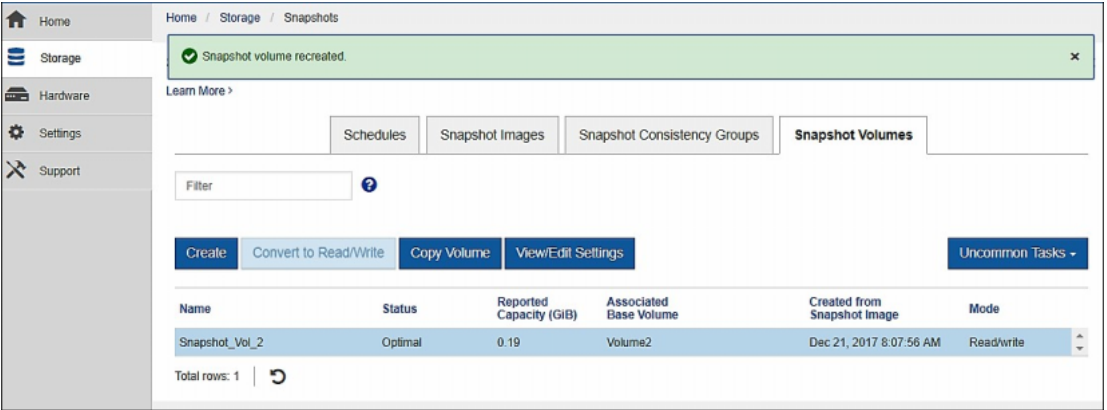 Home
Storage
Hardware
Settings
Support
Home / Storage / Snapshots
Snapshot volume recreated.
×
Learn More >
Schedules
Snapshot Images
Snapshot Consistency Groups
Snapshot Volumes
Filter
?
Create
Convert to Read/Write
Copy Volume
View/Edit Settings
Uncommon Tasks
Name Status Reported Capacity (GiB) Associated Base Volume Created from Snapshot Image Mode
Snapshot_Vol_2 Optimal 0.19 Volume2 Dec 21, 2017 8:07:56 AM Read/write
Total rows: 1